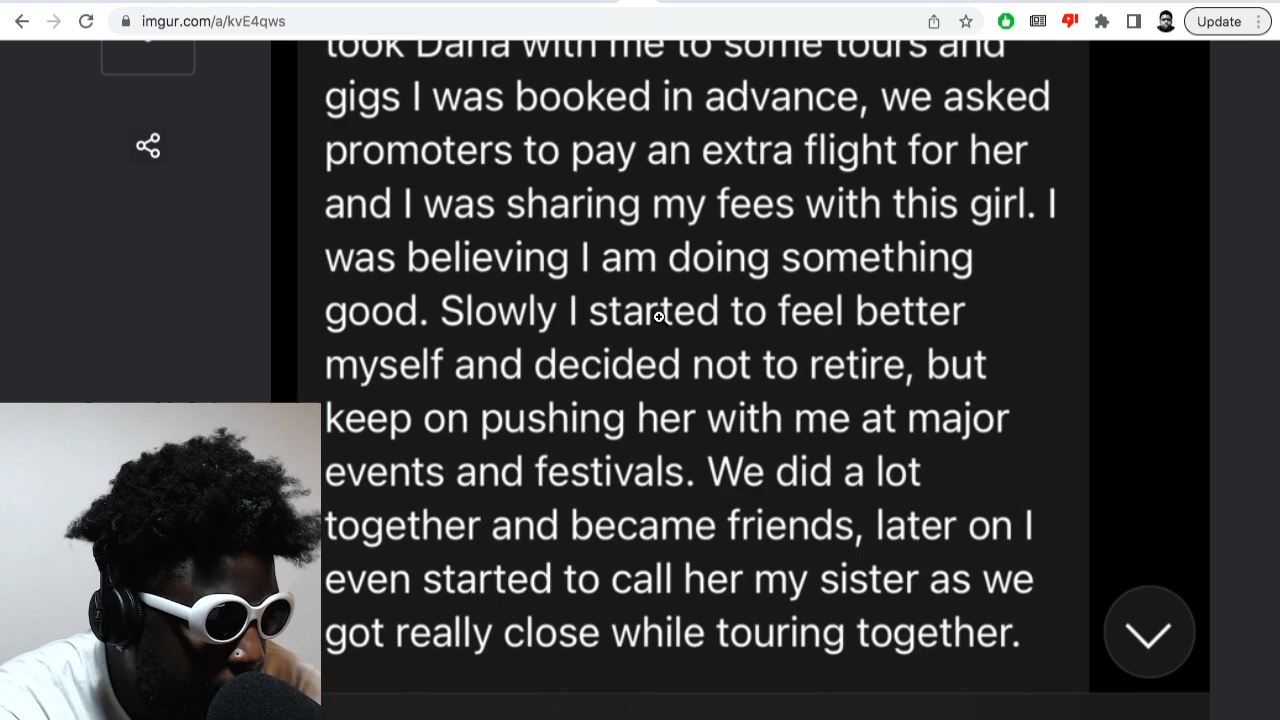 imgur.com/a/kvE4qws
Update
took Daria with me to some tours and
gigs I was booked in advance, we asked
promoters to pay an extra flight for her
and I was sharing my fees with this girl. I
was believing I am doing something
good. Slowly I started to feel better
myself and decided not to retire, but
keep on pushing her with me at major
events and festivals. We did a lot
together and became friends, later on I
even started to call her my sister as we
got really close while touring together.